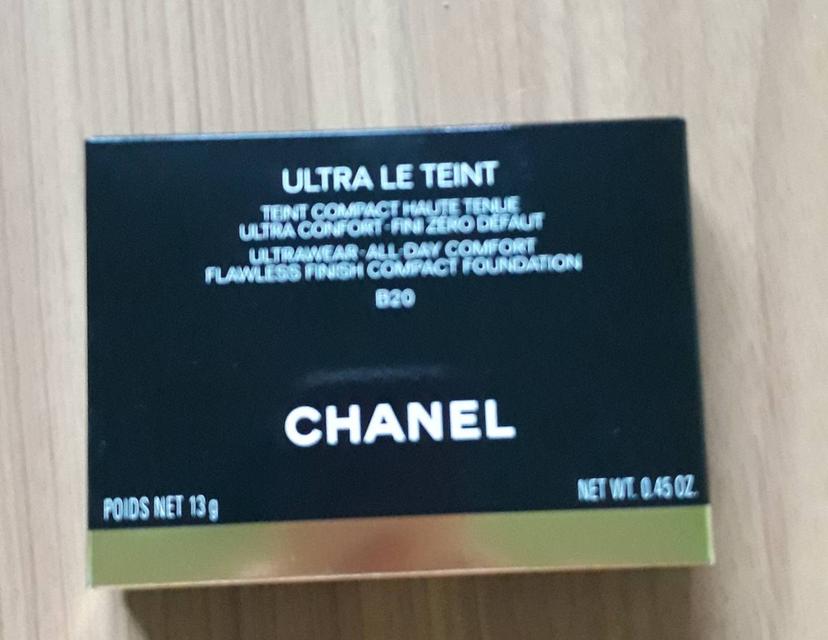 ULTRA LE TEINT
TEINT COMPACT HAUTE TENUE
ULTRA CONFORT-FINI ZÉRO DÉFAUT
ULTRAWEAR-ALL-DAY COMFORT
FLAWLESS FINISH COMPACT FOUNDATION
B20
CHANEL
POIDS NET 13 g
NET WT. 0.45 OZ.